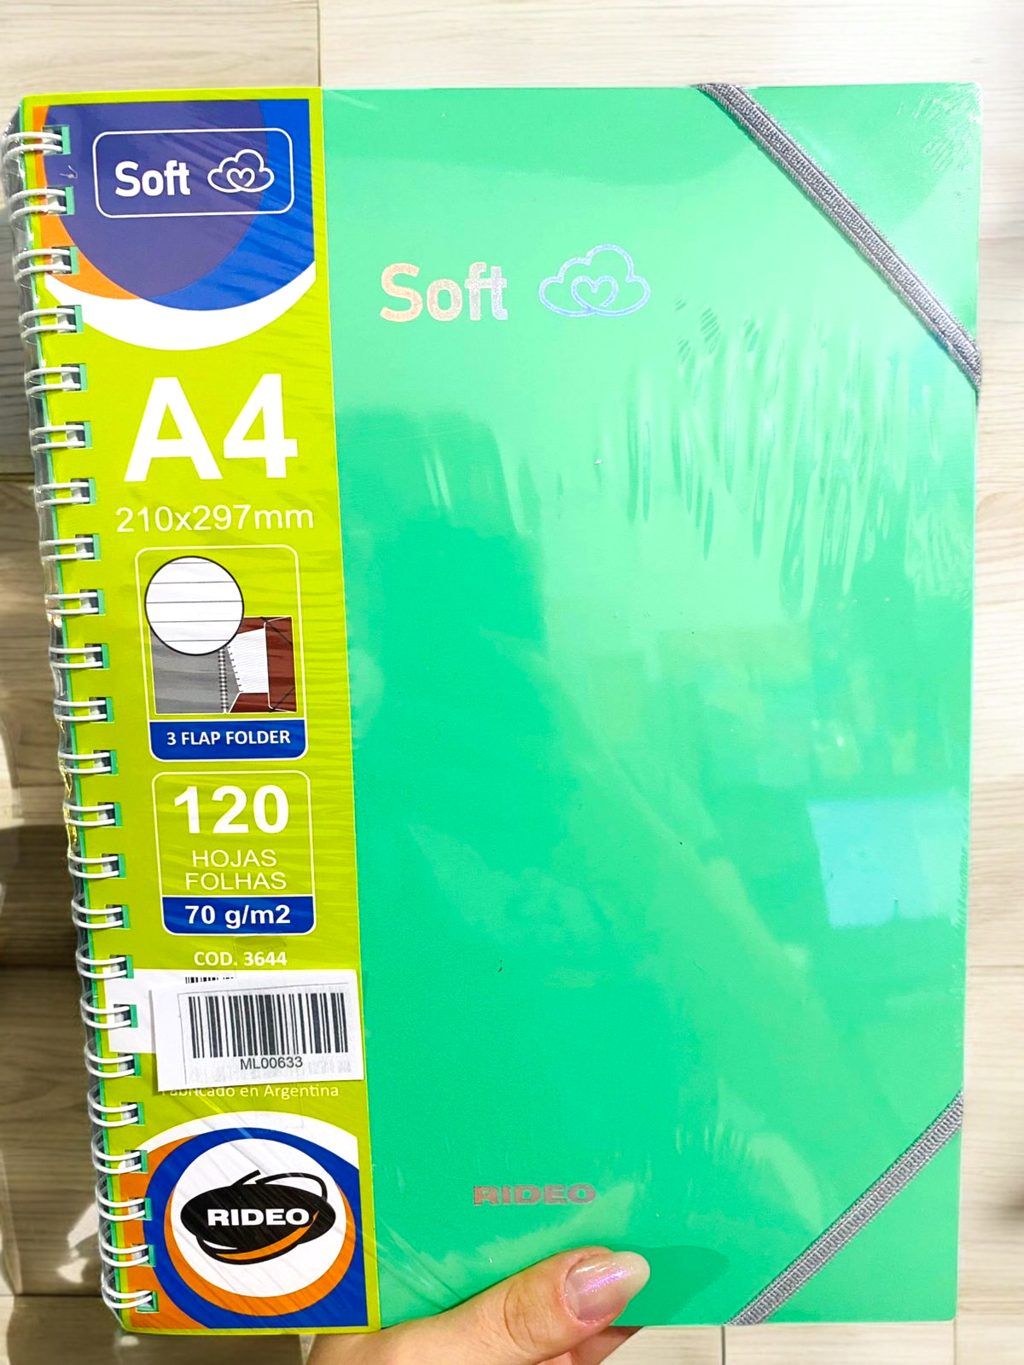 Soft
Soft
A4
210x297mm
3 FLAP FOLDER
120
HOJAS
FOLHAS
70 g/m2
COD. 3644
ML00633
Fabricado en Argentina
RIDEO
RIDEO